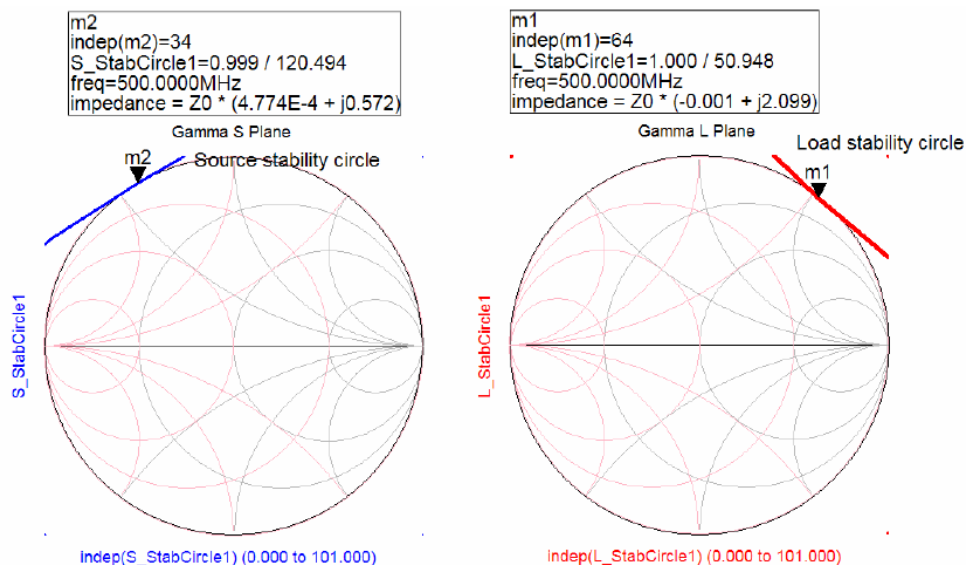 m2
indep(m2)=34
S_StabCircle1=0.999 / 120.494
freq=500.0000MHz
impedance = Z0 * (4.774E-4 + j0.572)
Gamma S Plane
m2
Source stability circle
S_StabCircle1
indep(S_StabCircle1) (0.000 to 101.000)
m1
indep(m1)=64
L_StabCircle1=1.000 / 50.948
freq=500.0000MHz
impedance = Z0 * (-0.001 + j2.099)
Gamma L Plane
Load stability circle
m1
L_StabCircle1
indep(L_StabCircle1) (0.000 to 101.000)